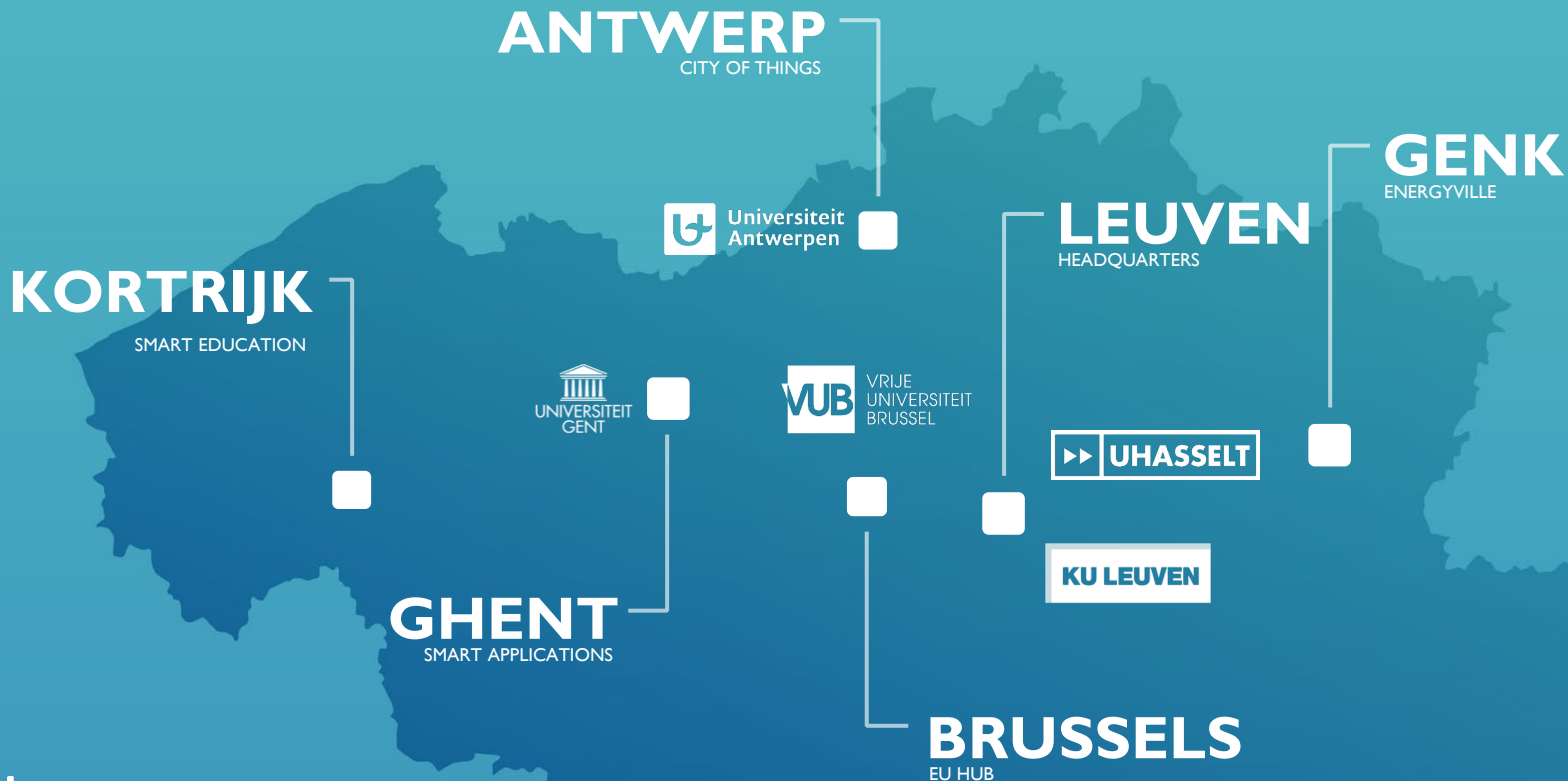 ANTWERP
CITY OF THINGS
GENK
ENERGYVILLE
Universiteit
Antwerpen
LEUVEN
HEADQUARTERS
KORTRIJK
SMART EDUCATION
UNIVERSITEIT
GENT
VUB
VRIJE
UNIVERSITEIT
BRUSSEL
UHASSELT
KU LEUVEN
GHENT
SMART APPLICATIONS
BRUSSELS
EU HUB